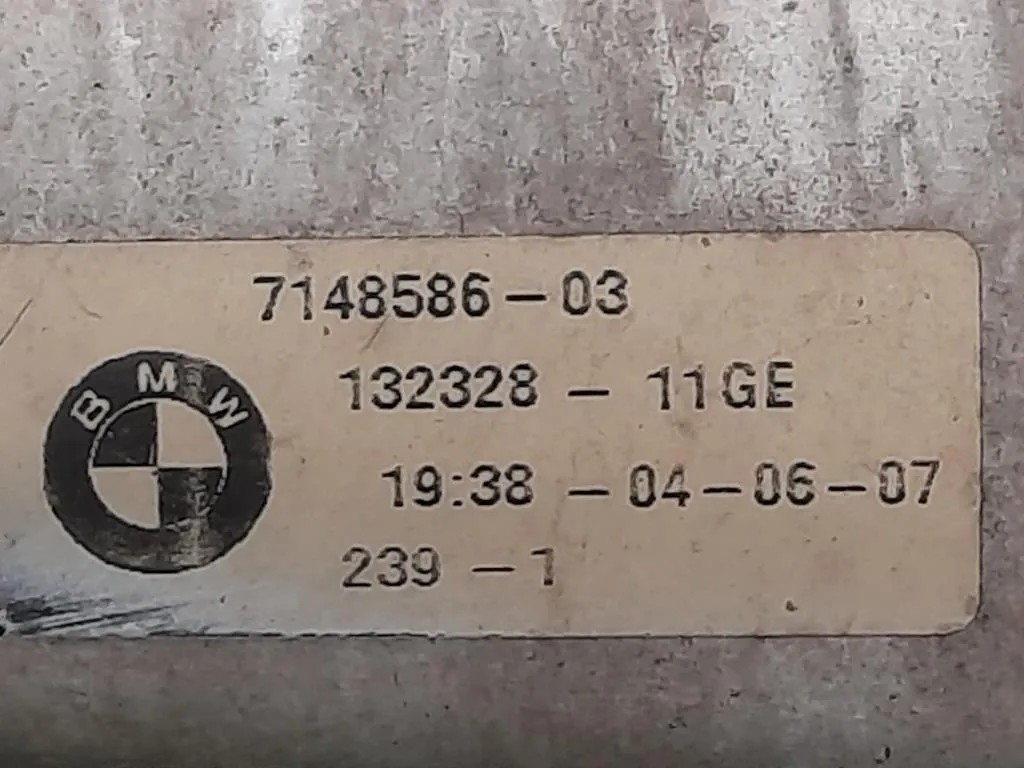 7148586-03
BMW
132328 - 11GE
19:38 -04-06-07
239 -1